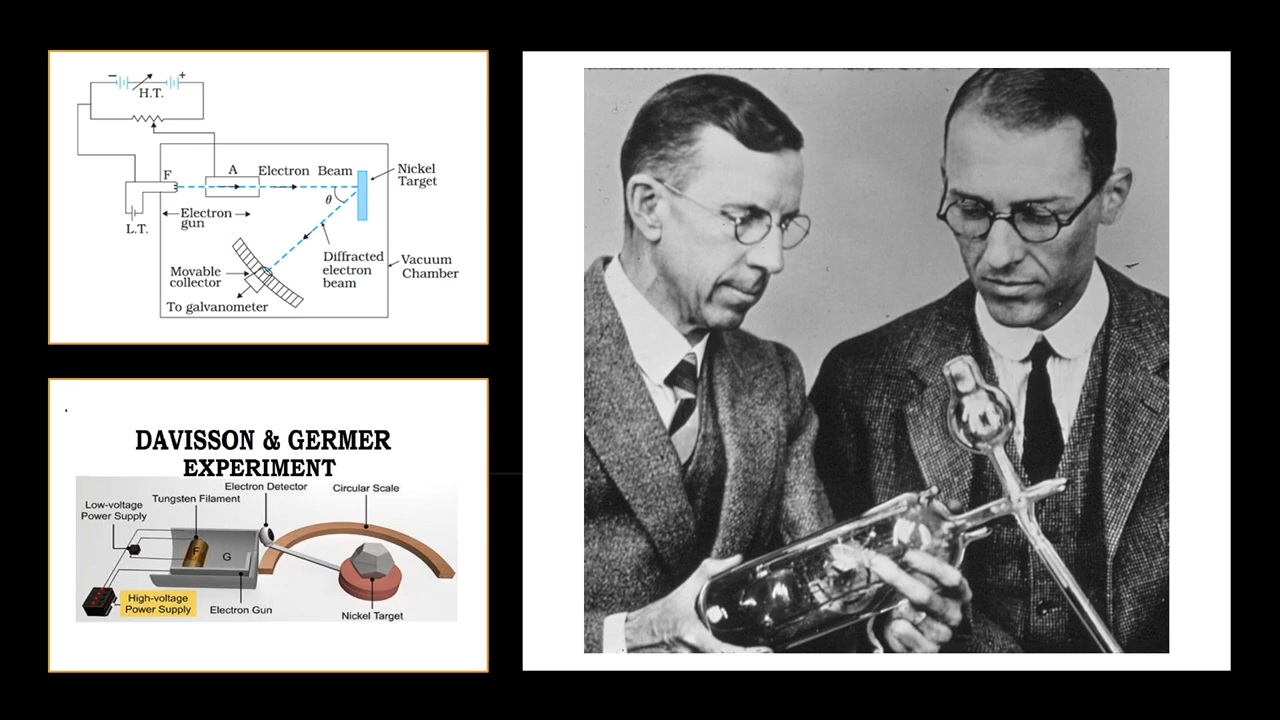 − +
H.T.
F
A
Electron Beam
Nickel
Target
θ
Electron
gun
L.T.
Diffracted
electron
beam
Vacuum
Chamber
Movable
collector
To galvanometer
DAVISSON & GERMER
EXPERIMENT
Electron Detector
Circular Scale
Tungsten Filament
Low-voltage
Power Supply
F
G
High-voltage
Power Supply
Electron Gun
Nickel Target